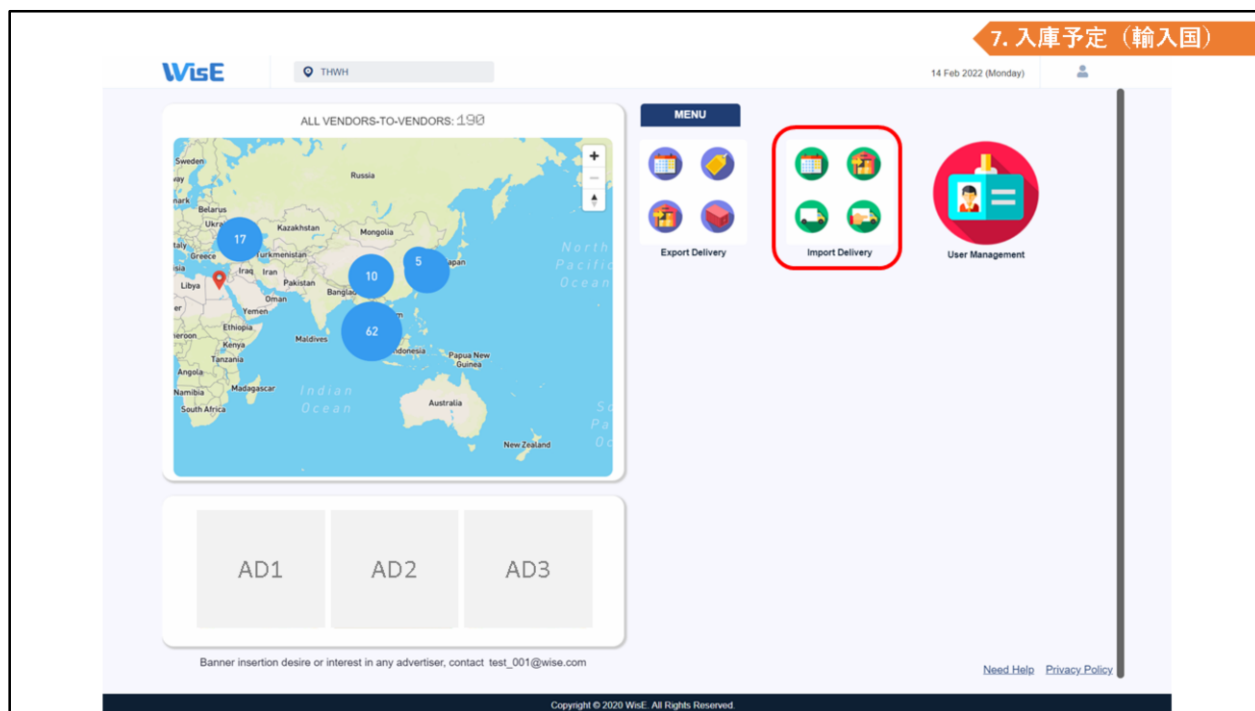 7. 入庫予定（輸入国）
WisE
THWH
14 Feb 2022 (Monday)
ALL VENDORS-TO-VENDORS: 190
MENU
Sweden
Russia
Belarus
Kazakhstan
Mongolia
17
Greece
Iraq
Iran
Pakistan
10
5
North
Pacific
Ocean
Libya
Oman
Yemen
Ethiopia
Kenya
Tanzania
Maldives
62
Papua New
Guinea
Angola
Namibia
Madagascar
South Africa
Indian
Ocean
Australia
New Zealand
Export Delivery
Import Delivery
User Management
AD1
AD2
AD3
Banner insertion desire or interest in any advertiser, contact test_001@wise.com
Need Help
Privacy Policy
Copyright © 2020 WisE. All Rights Reserved.